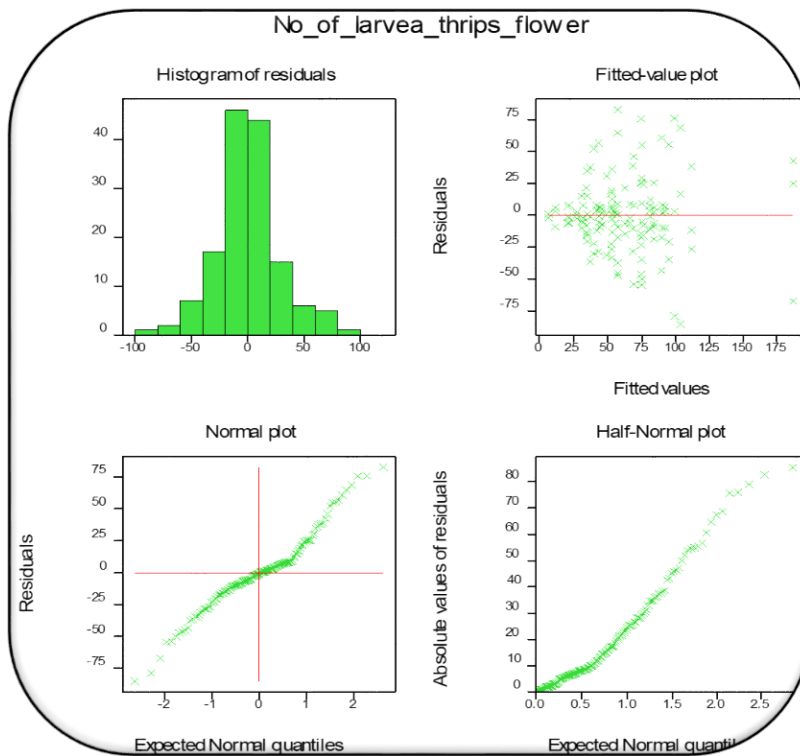 No_of_larvea_thrips_flower
Histogram of residuals
Fitted-value plot
40
30
20
10
0
-100 -50 0 50 100
Residuals
75
50
25
0
-25
-50
-75
0 25 50 75 100 125 150 175
Fitted values
Normal plot
Half-Normal plot
Residuals
75
50
25
0
-25
-50
-75
-2 -1 0 1 2
Expected Normal quantiles
Absolute values of residuals
80
70
60
50
40
30
20
10
0
0.0 0.5 1.0 1.5 2.0 2.5
Expected Normal quantil